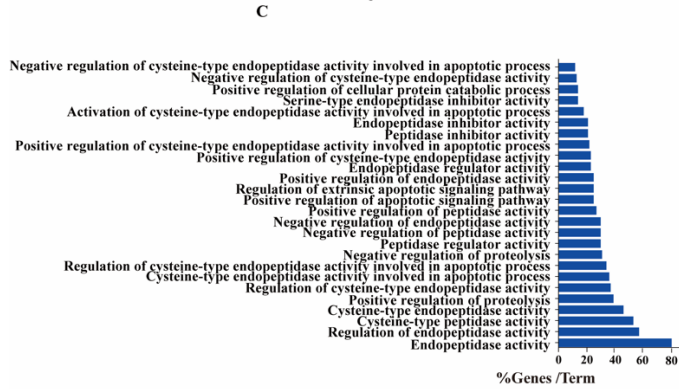 C
Negative regulation of cysteine-type endopeptidase activity involved in apoptotic process
Negative regulation of cysteine-type endopeptidase activity
Positive regulation of cellular protein catabolic process
Serine-type endopeptidase inhibitor activity
Activation of cysteine-type endopeptidase activity involved in apoptotic process
Endopeptidase inhibitor activity
Peptidase inhibitor activity
Positive regulation of cysteine-type endopeptidase activity involved in apoptotic process
Positive regulation of cysteine-type endopeptidase activity
Endopeptidase regulator activity
Positive regulation of endopeptidase activity
Regulation of extrinsic apoptotic signaling pathway
Positive regulation of apoptotic signaling pathway
Positive regulation of peptidase activity
Negative regulation of endopeptidase activity
Negative regulation of peptidase activity
Peptidase regulator activity
Negative regulation of proteolysis
Regulation of cysteine-type endopeptidase activity involved in apoptotic process
Cysteine-type endopeptidase activity involved in apoptotic process
Regulation of cysteine-type endopeptidase activity
Positive regulation of proteolysis
Cysteine-type endopeptidase activity
Cysteine-type peptidase activity
Regulation of endopeptidase activity
Endopeptidase activity
0 20 40 60 80
%Genes /Term